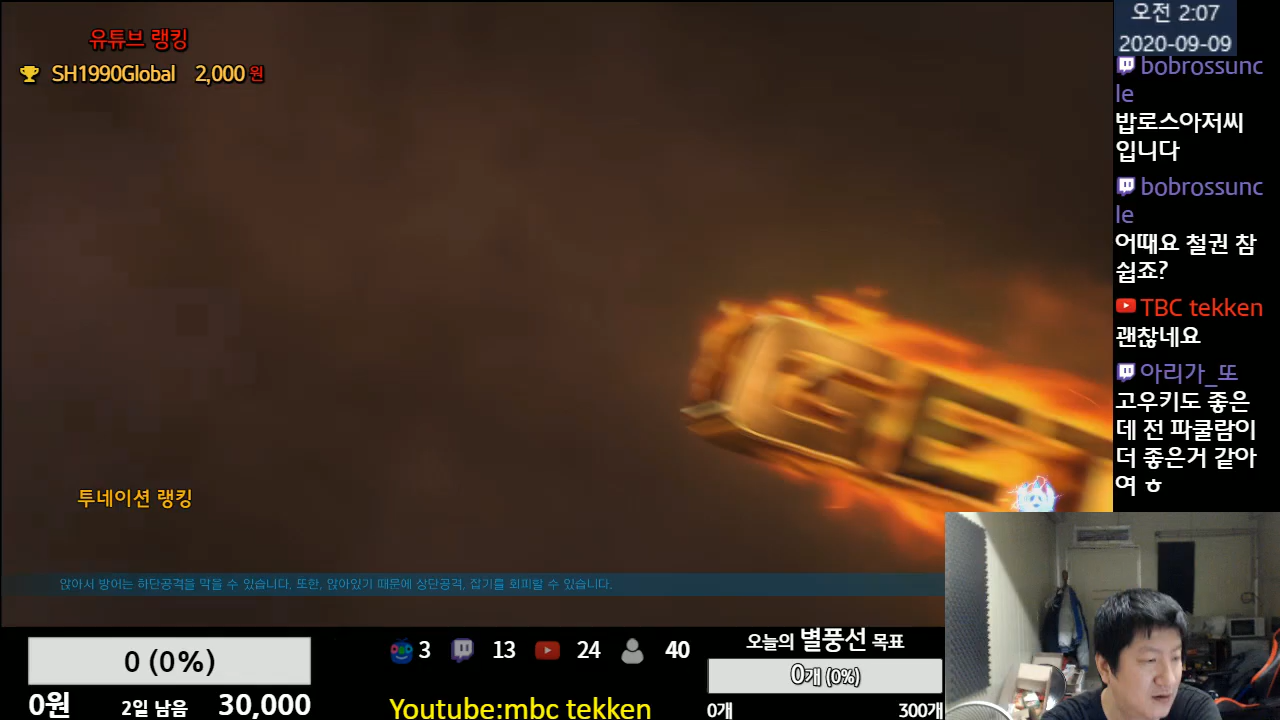 유튜브 랭킹
SH1990Global 2,000 원
투네이션 랭킹
앉아서 방어는 하단공격을 막을 수 있습니다. 또한, 앉아있기 때문에 상단공격, 잡기를 회피할 수 있습니다.
0 (0%)
0원 2일 남음 30,000
3 13 24 40
Youtube:mbc tekken
오늘의 별풍선 목표
0개 (0%)
0개 300개
오전 2:07
2020-09-09
bobrossunc
le
밥로스아저씨
입니다
bobrossunc
le
어때요 철권 참
쉽죠?
TBC tekken
괜찮네요
아리가_또
고우키도 좋은
데 전 파쿨람이
더 좋은거 같아
여 ㅎ